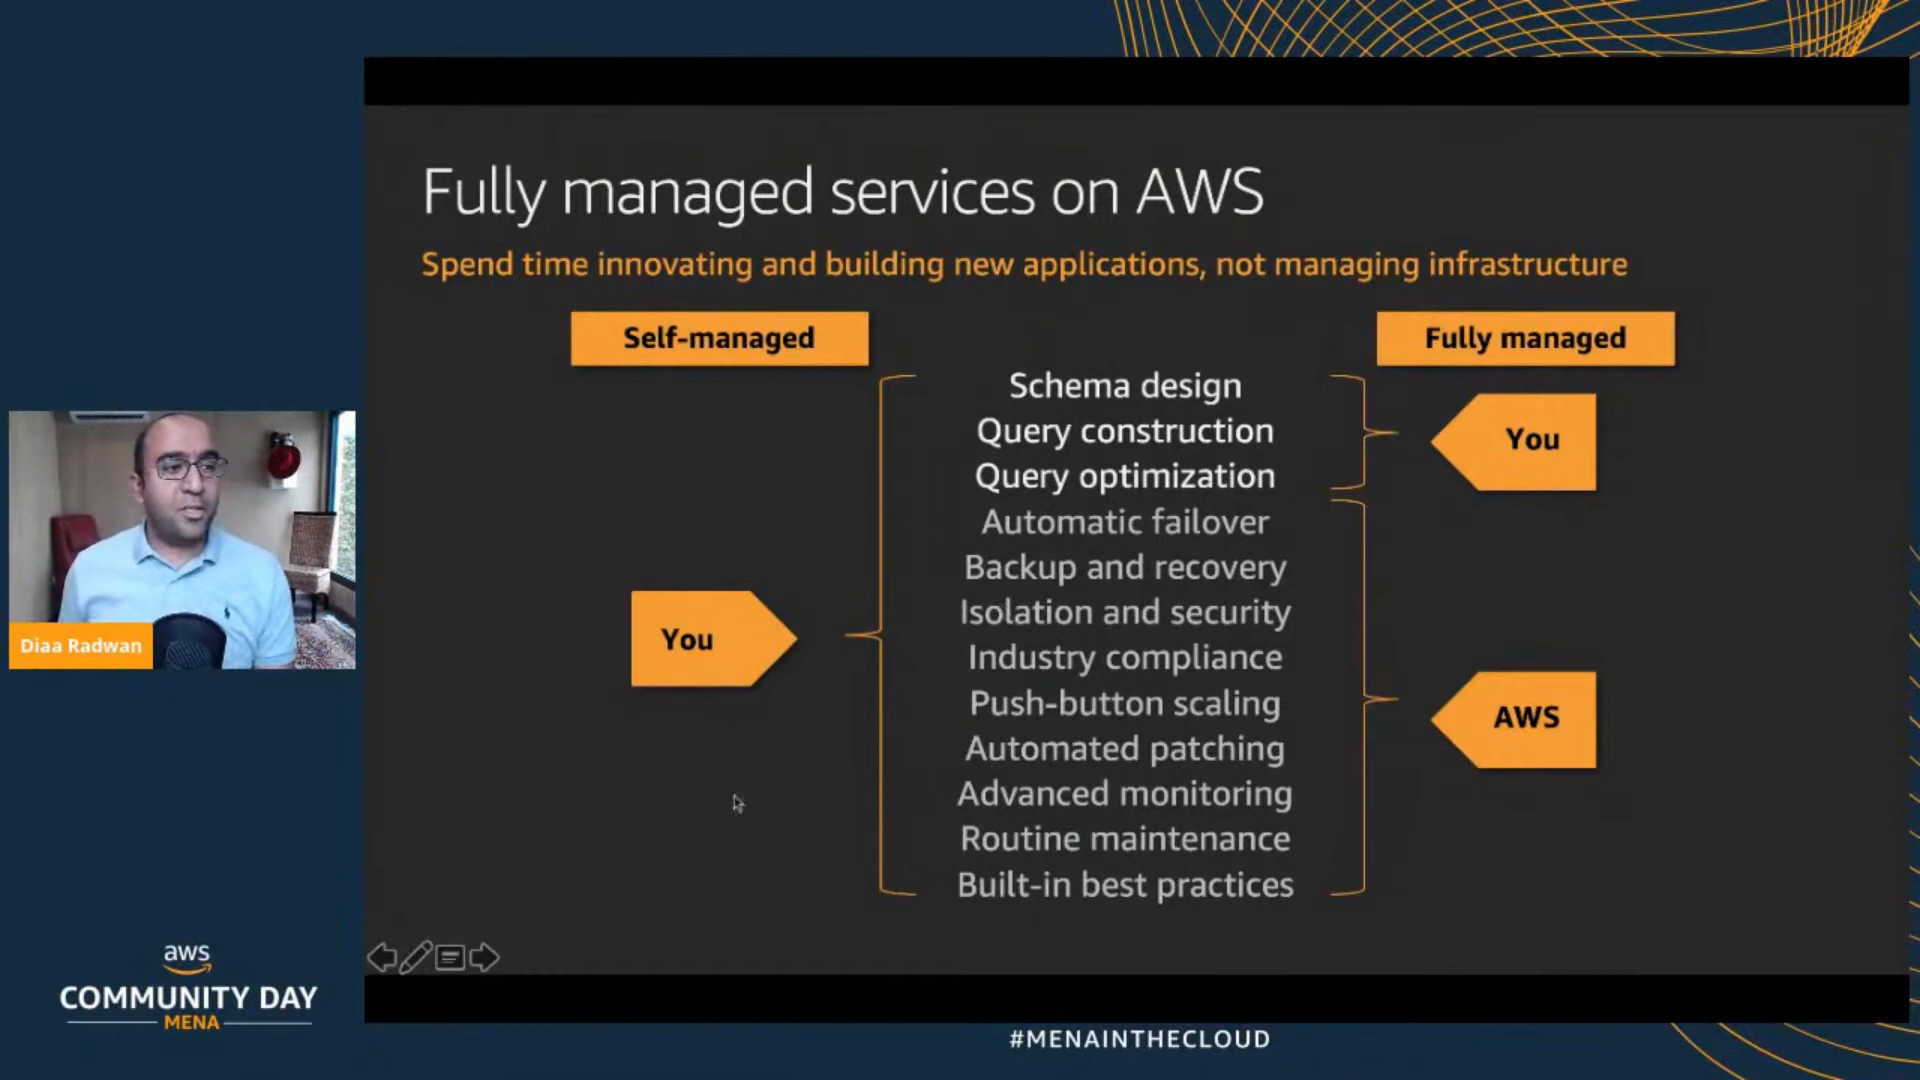 Fully managed services on AWS
Spend time innovating and building new applications, not managing infrastructure
Self-managed
Fully managed
Schema design
Query construction
Query optimization
Automatic failover
Backup and recovery
Isolation and security
Industry compliance
Push-button scaling
Automated patching
Advanced monitoring
Routine maintenance
Built-in best practices
You
You
AWS
Diaa Radwan
aws
COMMUNITY DAY
MENA
#MENAINTHECLOUD